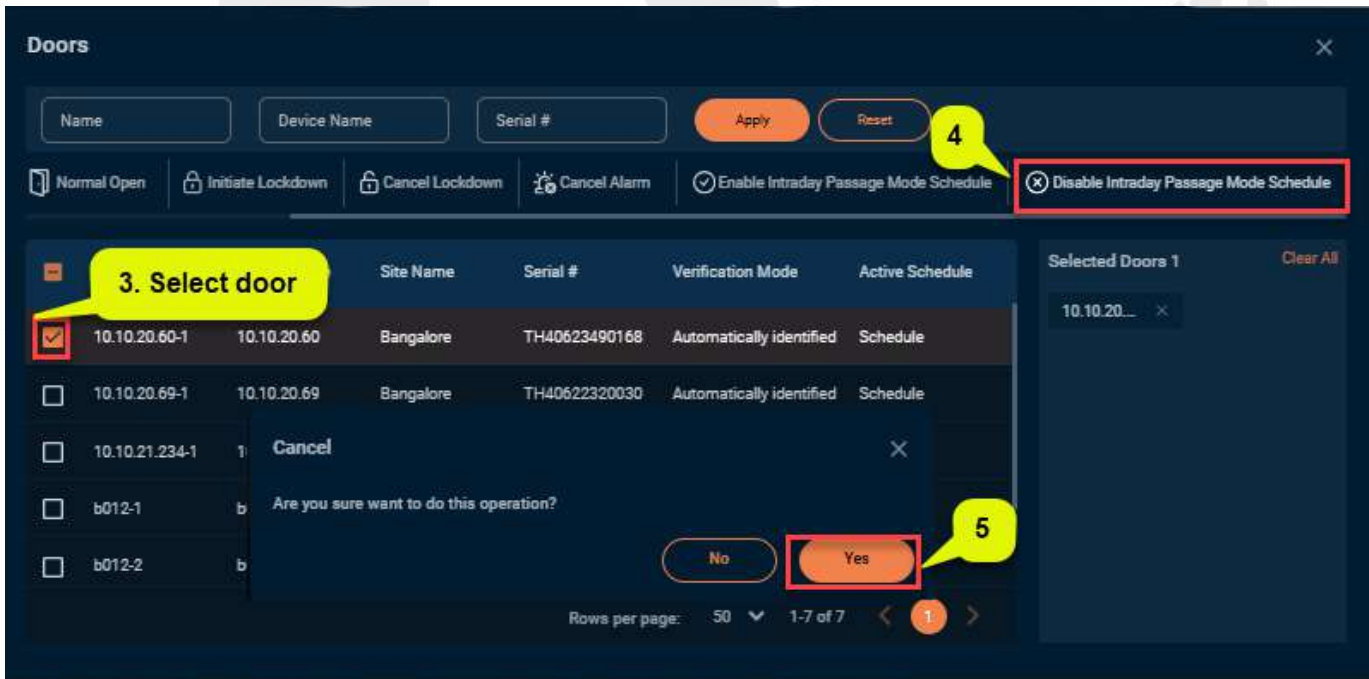 Doors
Name Device Name Serial # Apply Reset
4
Normal Open Initiate Lockdown Cancel Lockdown Cancel Alarm Enable Intraday Passage Mode Schedule Disable Intraday Passage Mode Schedule
3. Select door Site Name Serial # Verification Mode Active Schedule
Selected Doors 1 Clear All
10.10.20....
10.10.20.60-1 10.10.20.60 Bangalore TH40623490168 Automatically identified Schedule
10.10.20.69-1 10.10.20.69 Bangalore TH40622320030 Automatically identified Schedule
10.10.21.234-1 1
Cancel
b012-1 b
Are you sure want to do this operation?
5
b012-2 b
No Yes
Rows per page: 50 1-7 of 7 1